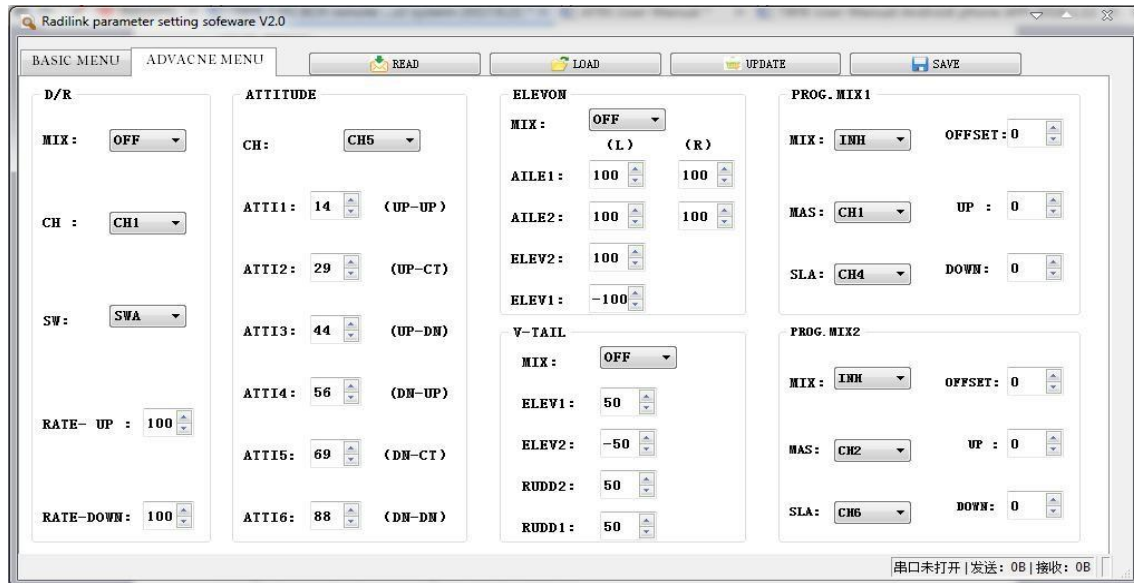 Radilink parameter setting sofeware V2.0
BASIC MENU
ADVACNE MENU
READ
LOAD
UPDATE
SAVE
D/R
MIX: OFF
CH : CH1
SW: SWA
RATE- UP : 100
RATE-DOWN: 100
ATTITUDE
CH: CH5
ATTI1: 14 (UP-UP)
ATTI2: 29 (UP-CT)
ATTI3: 44 (UP-DN)
ATTI4: 56 (DN-UP)
ATTI5: 69 (DN-CT)
ATTI6: 88 (DN-DN)
ELEVON
MIX: OFF
(L) (R)
AILE1: 100 100
AILE2: 100 100
ELEV2: 100
ELEV1: -100
V-TAIL
MIX: OFF
ELEV1: 50
ELEV2: -50
RUDD2: 50
RUDD1: 50
PROG.MIX1
MIX: INH OFFSET: 0
MAS: CH1 UP : 0
SLA: CH4 DOWN: 0
PROG.MIX2
MIX: INH OFFSET: 0
MAS: CH2 UP : 0
SLA: CH6 DOWN: 0
串口未打开|发送: 0B|接收: 0B